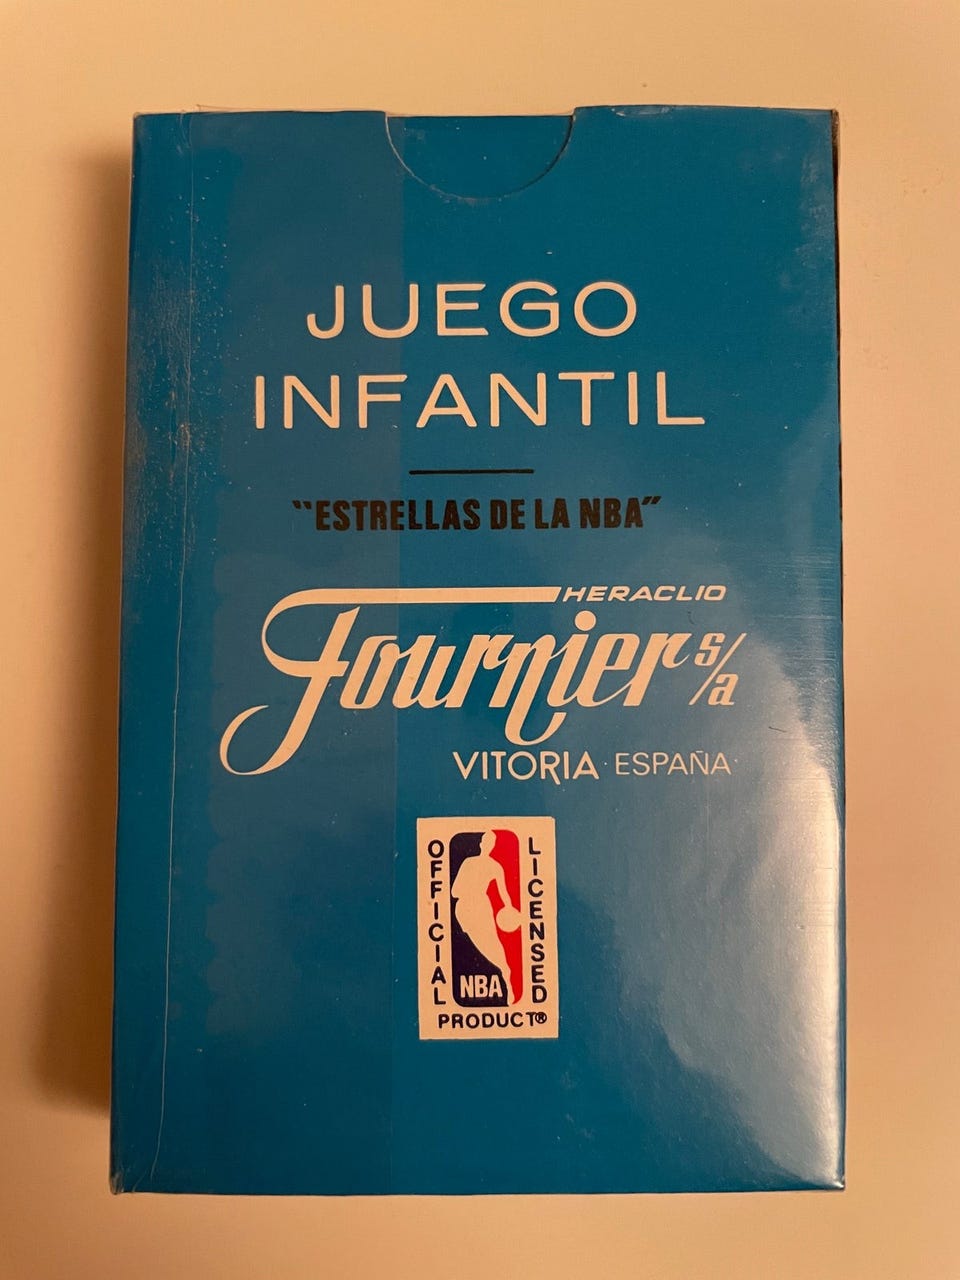 JUEGO
INFANTIL
"ESTRELLAS DE LA NBA"
HERACLIO
Fournier s/a
VITORIA · ESPAÑA ·
OFFICIAL
LICENSED
NBA
PRODUCT®